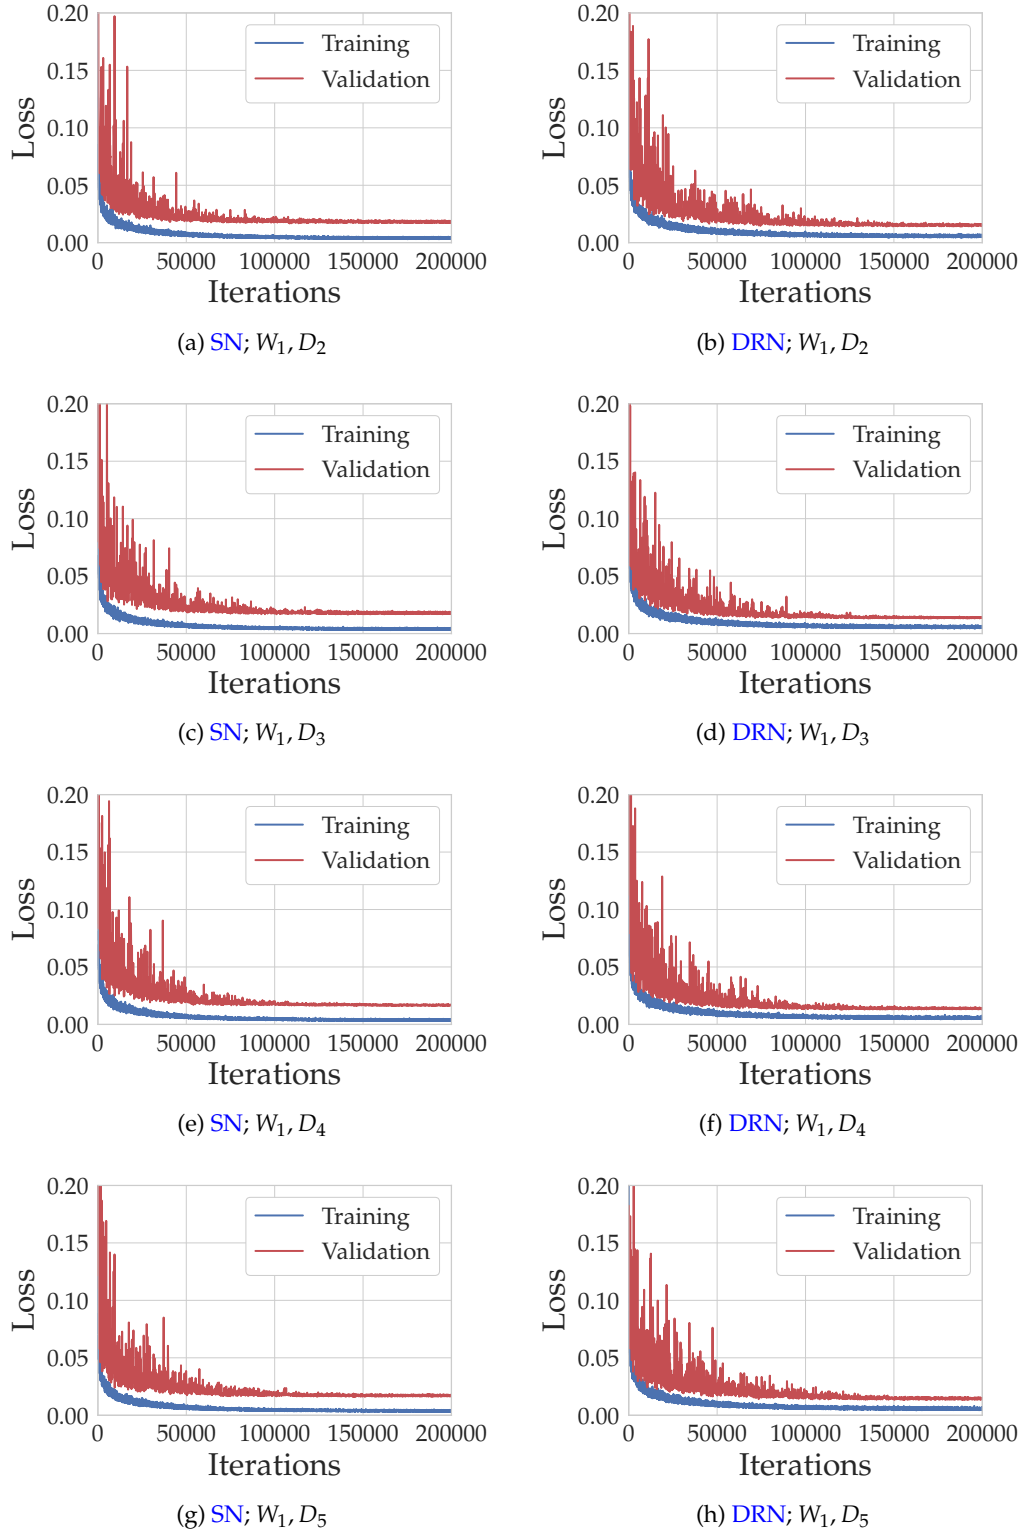 0.20
0.15
0.10
0.05
0.00
Loss
0 50000 100000 150000 200000
Iterations
Training
Validation
(a) SN; W₁, D₂
0.20
0.15
0.10
0.05
0.00
Loss
0 50000 100000 150000 200000
Iterations
Training
Validation
(b) DRN; W₁, D₂
0.20
0.15
0.10
0.05
0.00
Loss
0 50000 100000 150000 200000
Iterations
Training
Validation
(c) SN; W₁, D₃
0.20
0.15
0.10
0.05
0.00
Loss
0 50000 100000 150000 200000
Iterations
Training
Validation
(d) DRN; W₁, D₃
0.20
0.15
0.10
0.05
0.00
Loss
0 50000 100000 150000 200000
Iterations
Training
Validation
(e) SN; W₁, D₄
0.20
0.15
0.10
0.05
0.00
Loss
0 50000 100000 150000 200000
Iterations
Training
Validation
(f) DRN; W₁, D₄
0.20
0.15
0.10
0.05
0.00
Loss
0 50000 100000 150000 200000
Iterations
Training
Validation
(g) SN; W₁, D₅
0.20
0.15
0.10
0.05
0.00
Loss
0 50000 100000 150000 200000
Iterations
Training
Validation
(h) DRN; W₁, D₅